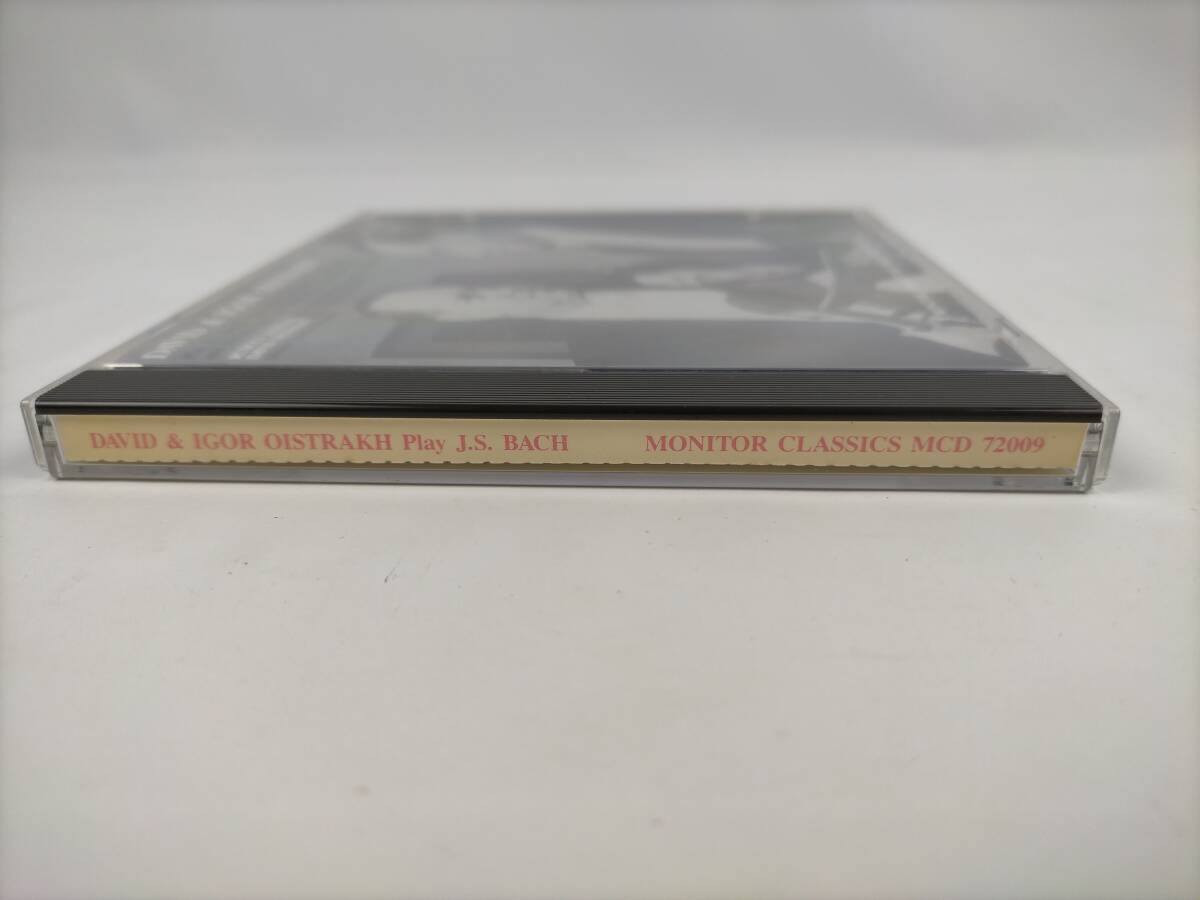 DAVID & IGOR OISTRAKH Play J.S. BACH MONITOR CLASSICS MCD 72009